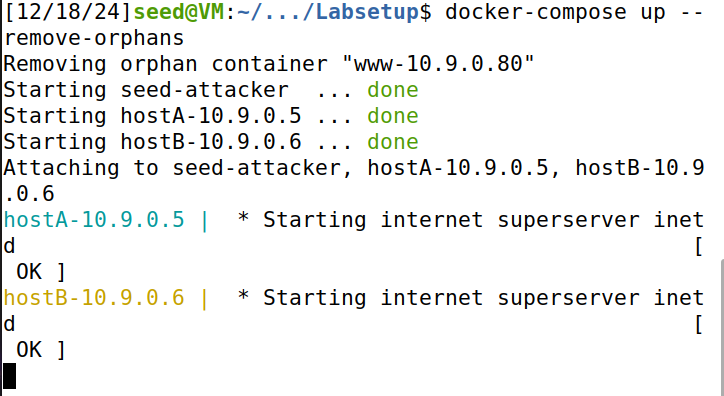 [12/18/24]seed@VM:~/.../Labsetup$ docker-compose up --
remove-orphans
Removing orphan container "www-10.9.0.80"
Starting seed-attacker  ... done
Starting hostA-10.9.0.5 ... done
Starting hostB-10.9.0.6 ... done
Attaching to seed-attacker, hostA-10.9.0.5, hostB-10.9
.0.6
hostA-10.9.0.5 |  * Starting internet superserver inet
d                                                    [
 OK ]
hostB-10.9.0.6 |  * Starting internet superserver inet
d                                                    [
 OK ]